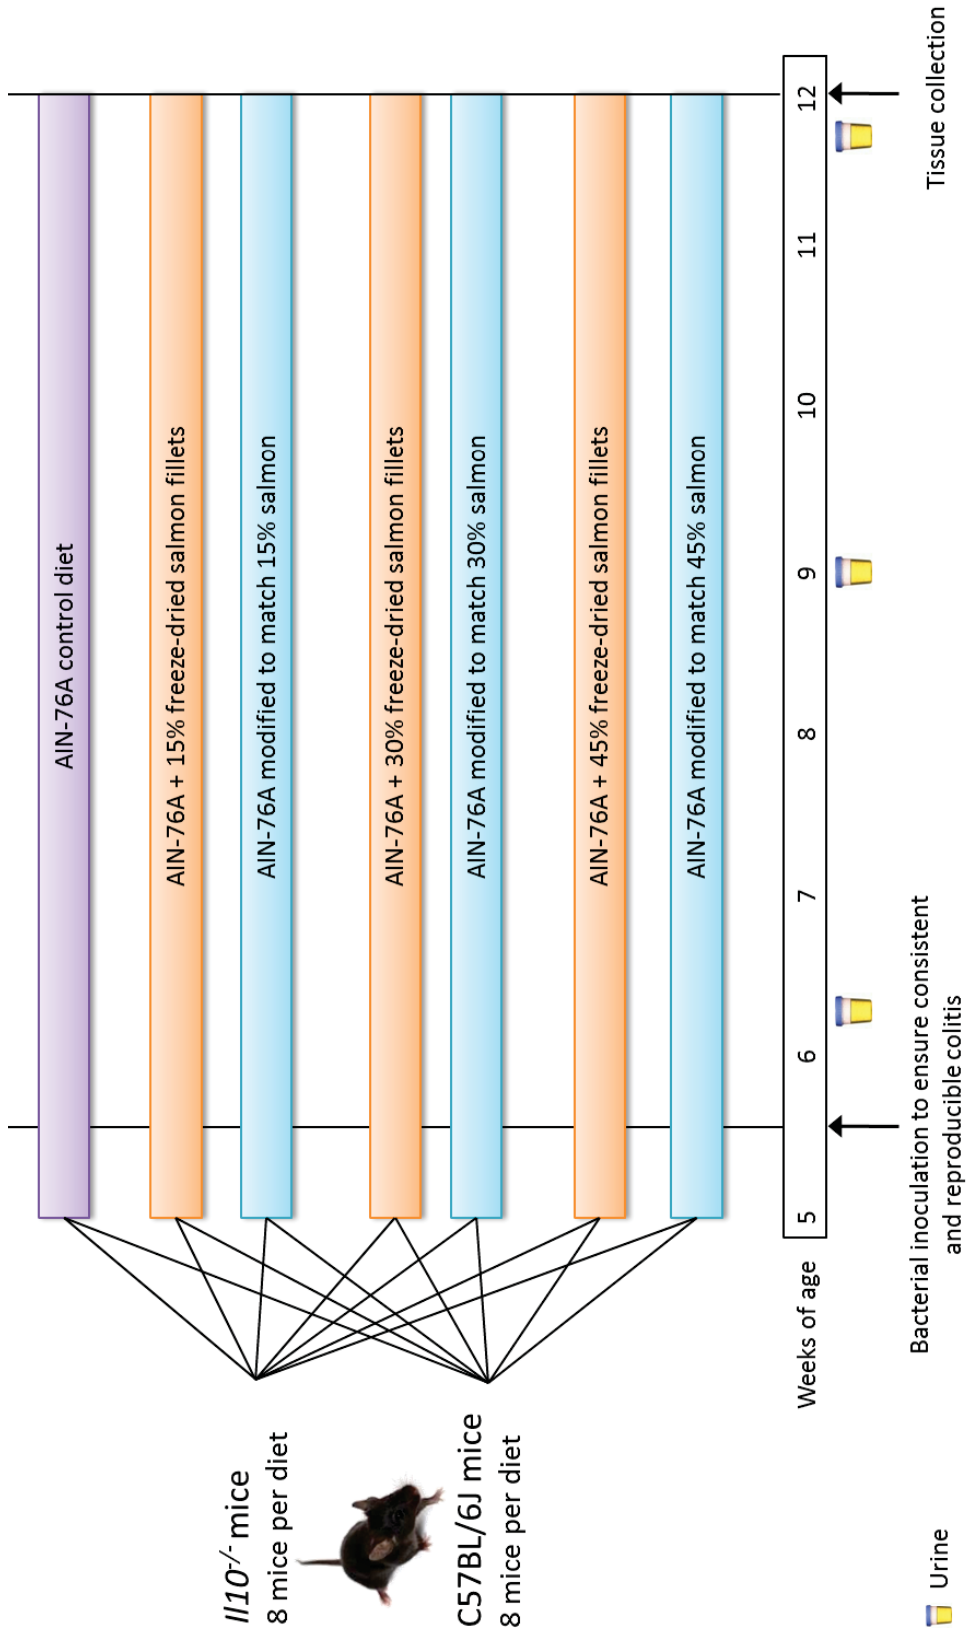 Il10-/- mice
8 mice per diet
C57BL/6J mice
8 mice per diet
AIN-76A control diet
AIN-76A + 15% freeze-dried salmon fillets
AIN-76A modified to match 15% salmon
AIN-76A + 30% freeze-dried salmon fillets
AIN-76A modified to match 30% salmon
AIN-76A + 45% freeze-dried salmon fillets
AIN-76A modified to match 45% salmon
Weeks of age 5 6 7 8 9 10 11 12
Bacterial inoculation to ensure consistent
and reproducible colitis
Tissue collection
Urine